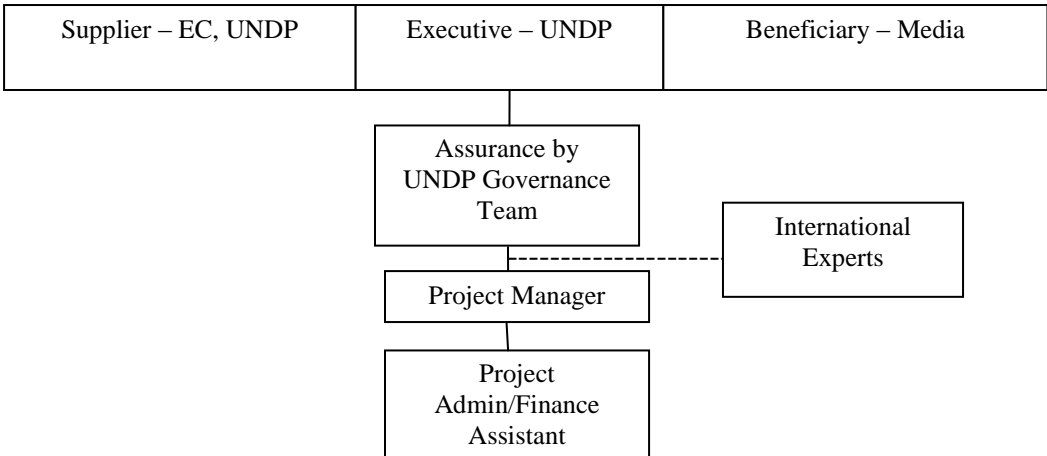 Supplier – EC, UNDP
Executive – UNDP
Beneficiary – Media
Assurance by
UNDP Governance
Team
International
Experts
Project Manager
Project
Admin/Finance
Assistant